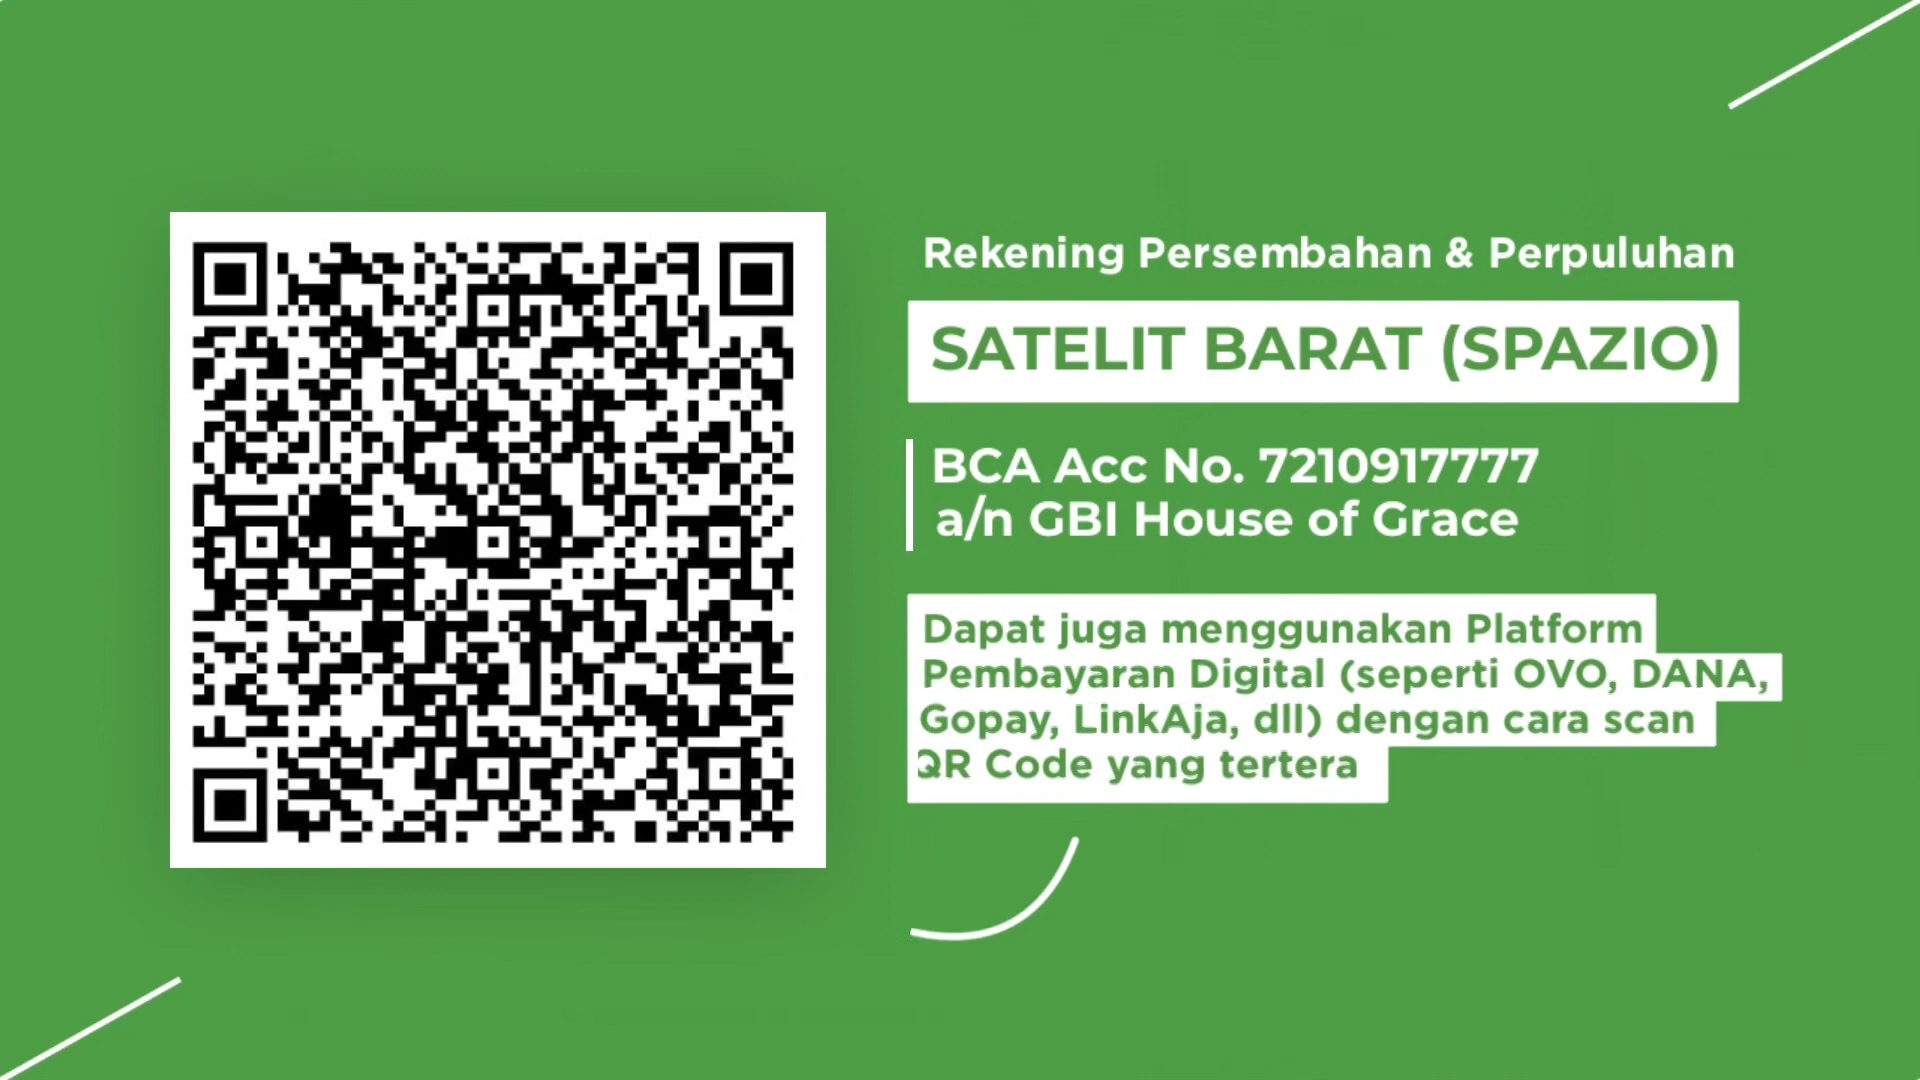 Rekening Persembahan & Perpuluhan
SATELIT BARAT (SPAZIO)
BCA Acc No. 7210917777
a/n GBI House of Grace
Dapat juga menggunakan Platform
Pembayaran Digital (seperti OVO, DANA,
Gopay, LinkAja, dll) dengan cara scan
QR Code yang tertera